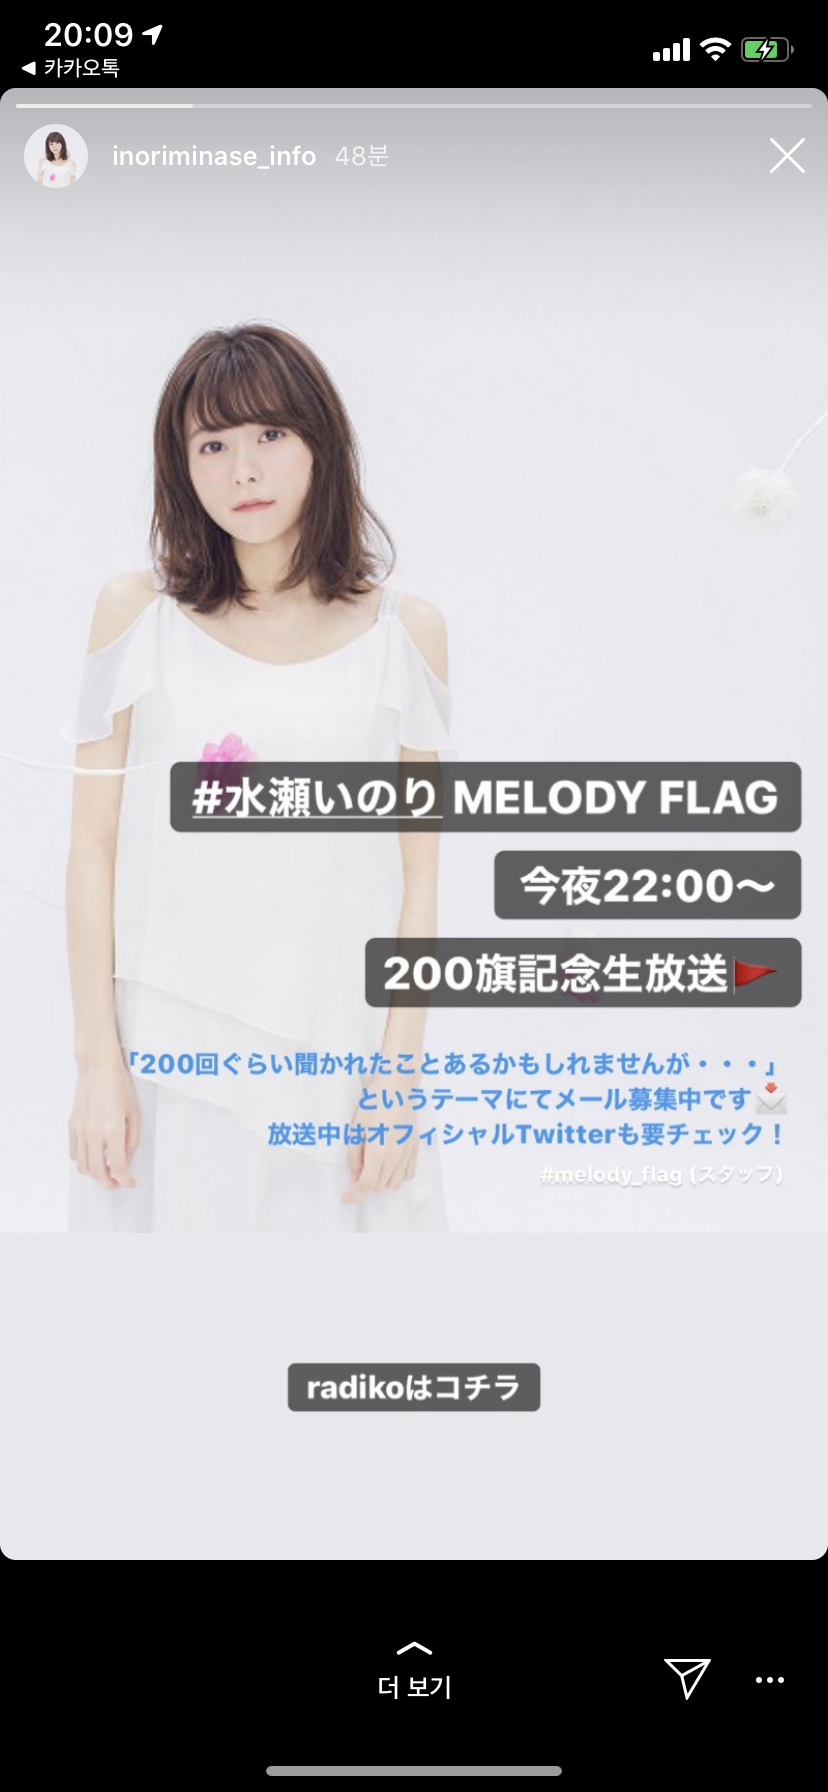 20:09
◀ 카카오톡
inoriminase_info 48분
#水瀬いのり MELODY FLAG
今夜22:00〜
200旗記念生放送🚩
「200回ぐらい聞かれたことあるかもしれませんが・・・」
というテーマにてメール募集中です📩
放送中はオフィシャルTwitterも要チェック！
#melody_flag (スタッフ)
radikoはコチラ
더 보기